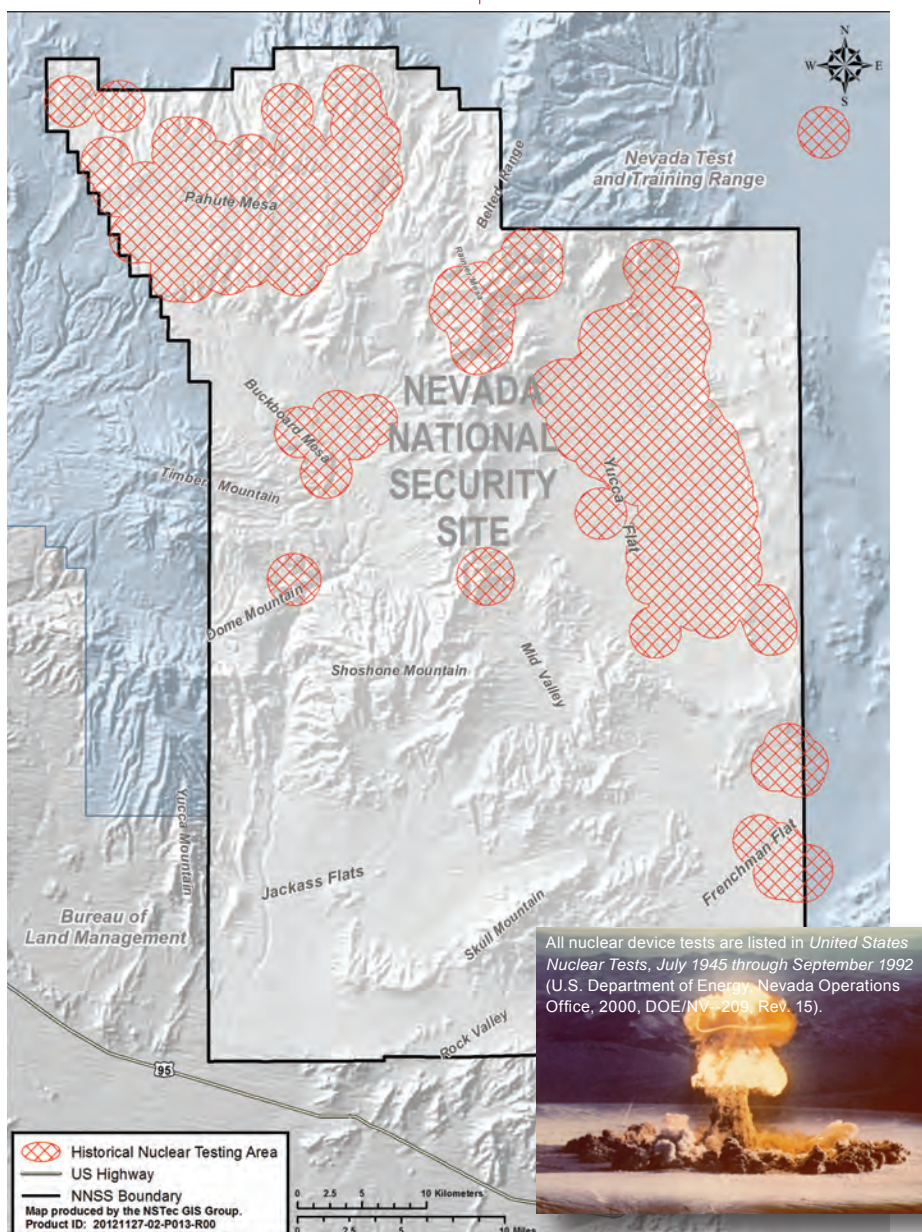 N
W E
S
Nevada Test
and Training Range
Belted Range
Pahute Mesa
Rainier Mesa
NEVADA
NATIONAL
SECURITY
SITE
Buckboard Mesa
Timber Mountain
Yucca Flat
Dome Mountain
Shoshone Mountain
Mid Valley
Yucca Mountain
Jackass Flats
Frenchman Flat
Bureau of
Land Management
Skull Mountain
Rock Valley
95
All nuclear device tests are listed in United States
Nuclear Tests, July 1945 through September 1992
(U.S. Department of Energy, Nevada Operations
Office, 2000, DOE/NV--209, Rev. 15).
Historical Nuclear Testing Area
US Highway
NNSS Boundary
Map produced by the NSTec GIS Group.
Product ID: 20121127-02-P013-R00
0 2.5 5 10 Kilometers
0 2.5 5 10 Miles